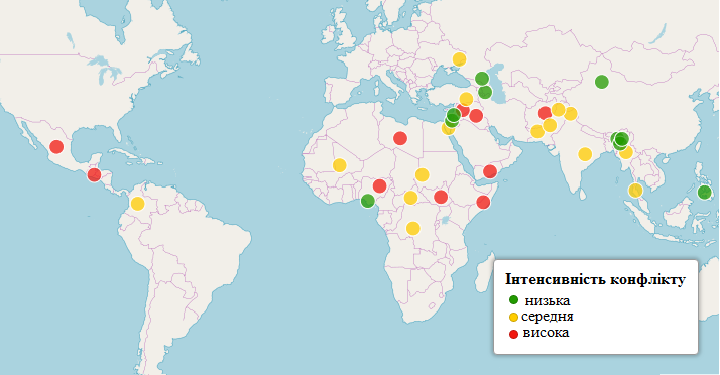 Інтенсивність конфлікту
низька
середня
висока